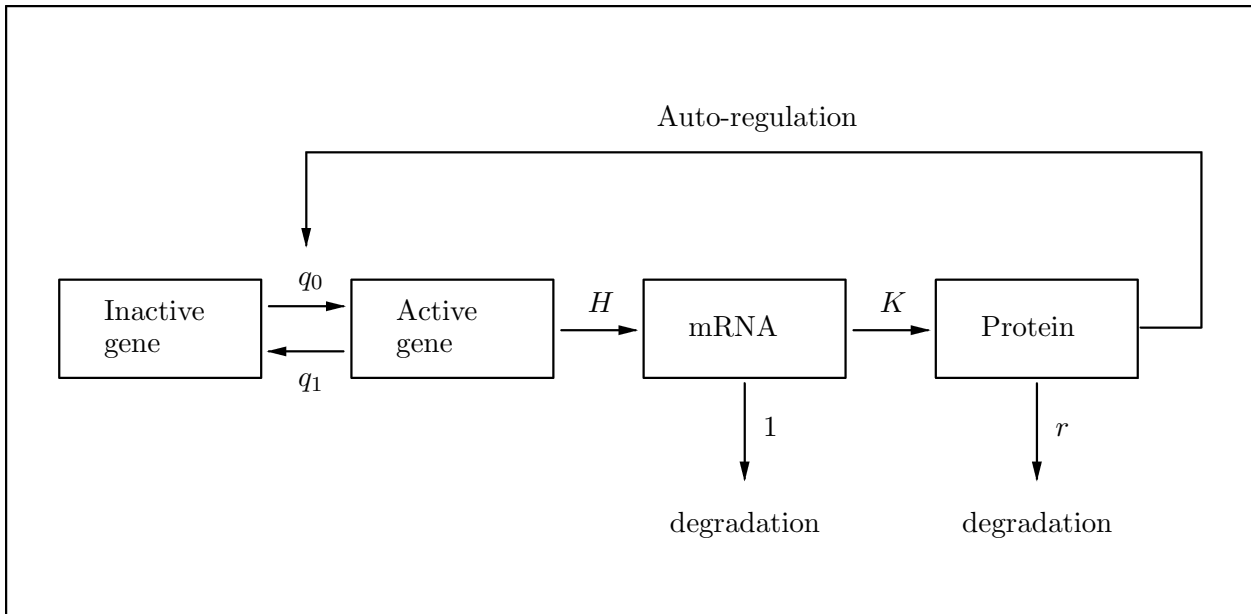 Auto-regulation
q0
Inactive
gene
q1
Active
gene
H
mRNA
K
Protein
1
r
degradation
degradation